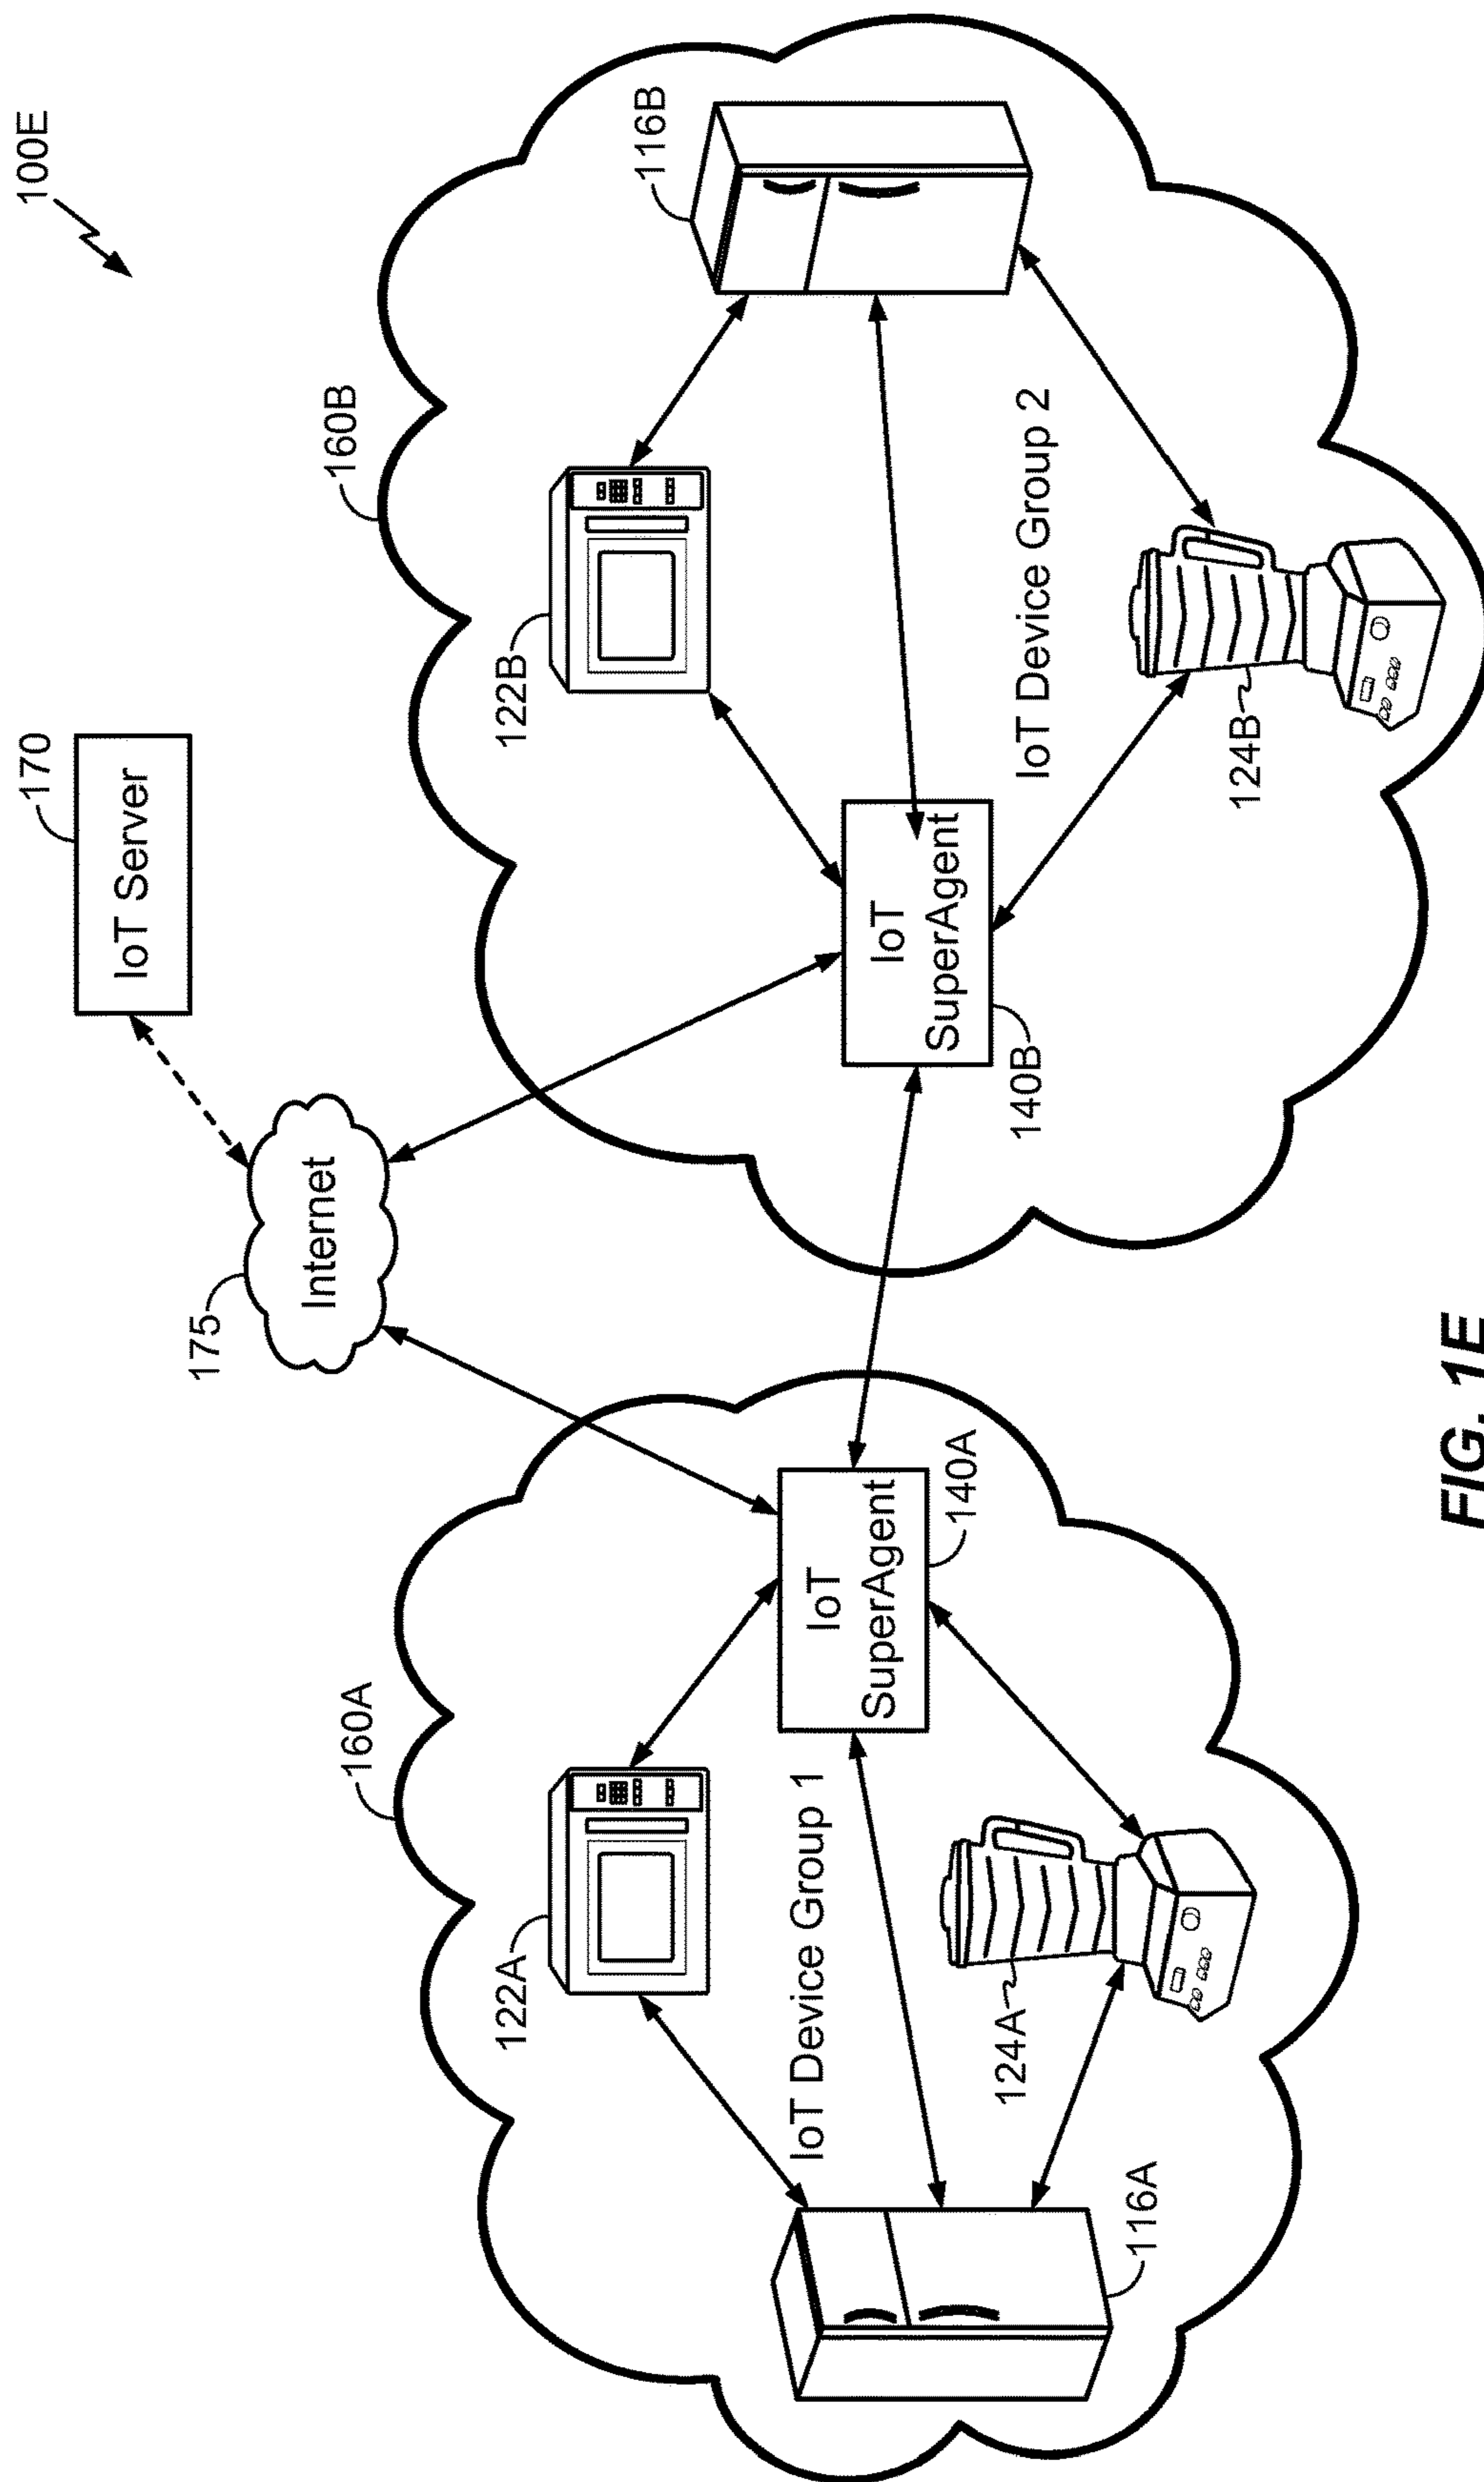 100E
170
IoT Server
175
Internet
160A
160B
122A
122B
116B
IoT
SuperAgent
140A
IoT
SuperAgent
140B
IoT Device Group 1
IoT Device Group 2
124A
124B
116A
FIG. 1E